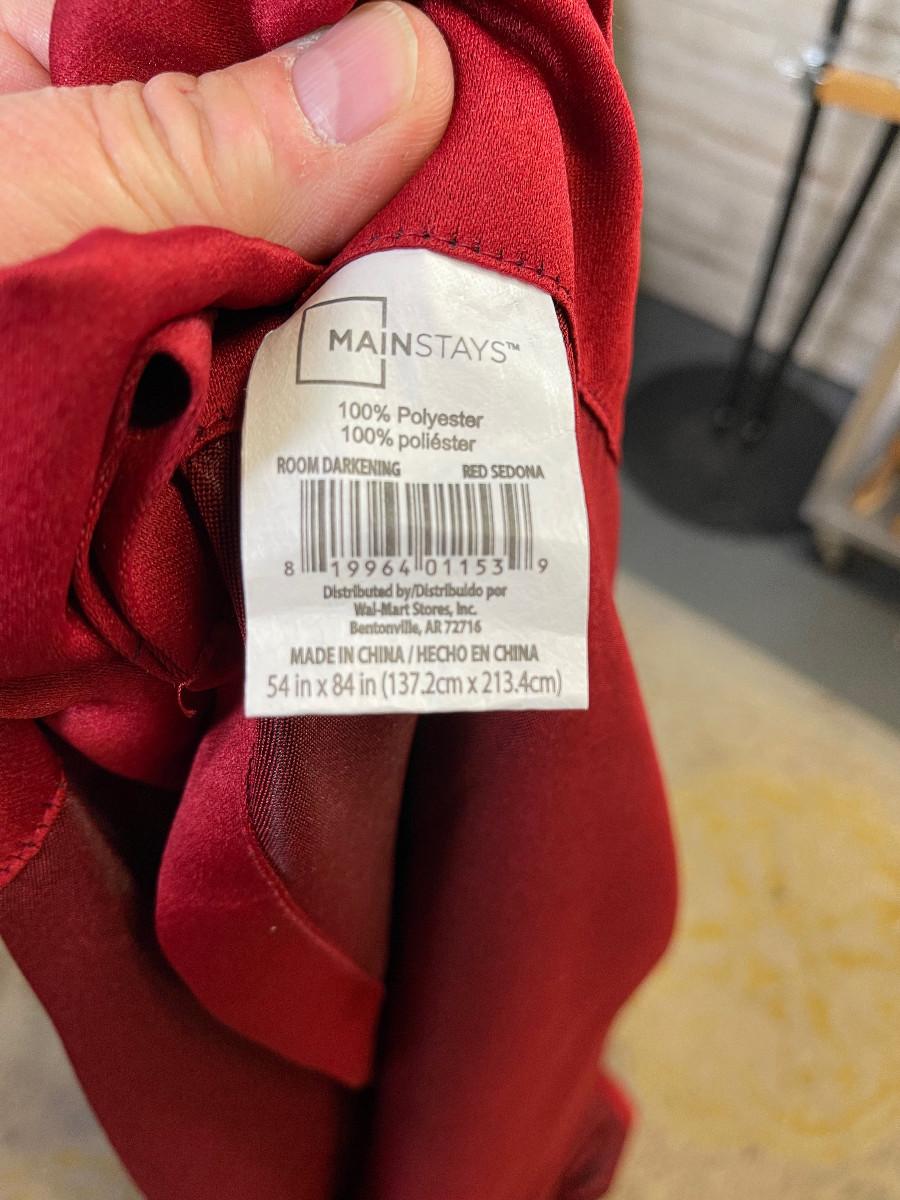 MAINSTAYS™
100% Polyester
100% poliéster
ROOM DARKENING RED SEDONA
8 19964 01153 9
Distributed by/Distribuido por
Wal-Mart Stores, Inc.
Bentonville, AR 72716
MADE IN CHINA / HECHO EN CHINA
54 in x 84 in (137.2cm x 213.4cm)